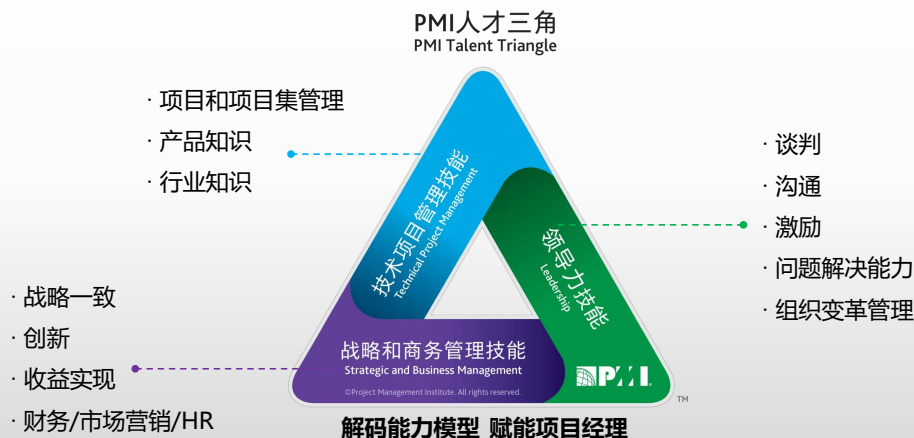 PMI人才三角
PMI Talent Triangle
· 项目和项目集管理
· 产品知识
· 行业知识
技术项目管理技能
Technical Project Management
· 谈判
· 沟通
· 激励
· 问题解决能力
· 组织变革管理
领导力技能
Leadership
· 战略一致
· 创新
· 收益实现
· 财务/市场营销/HR
战略和商务管理技能
Strategic and Business Management
©Project Management Institute. All rights reserved.
PMI.
TM
解码能力模型 赋能项目经理